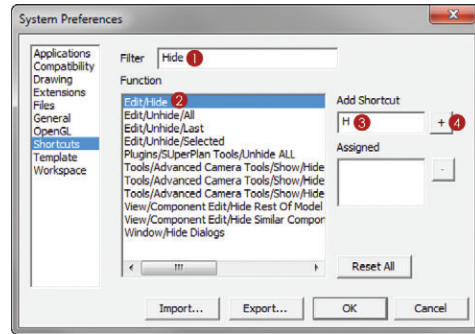 System Preferences
Applications
Compatibility
Drawing
Extensions
Files
General
OpenGL
Shortcuts
Template
Workspace
Filter
Hide 1
Function
Edit/Hide 2
Edit/Unhide/All
Edit/Unhide/Last
Edit/Unhide/Selected
Plugins/SUperPlan Tools/Unhide ALL
Tools/Advanced Camera Tools/Show/Hide
Tools/Advanced Camera Tools/Show/Hide
Tools/Advanced Camera Tools/Show/Hide
View/Component Edit/Hide Rest Of Model
View/Component Edit/Hide Similar Compor
Window/Hide Dialogs
Add Shortcut
H 3 + 4
Assigned
-
Reset All
Import... Export... OK Cancel